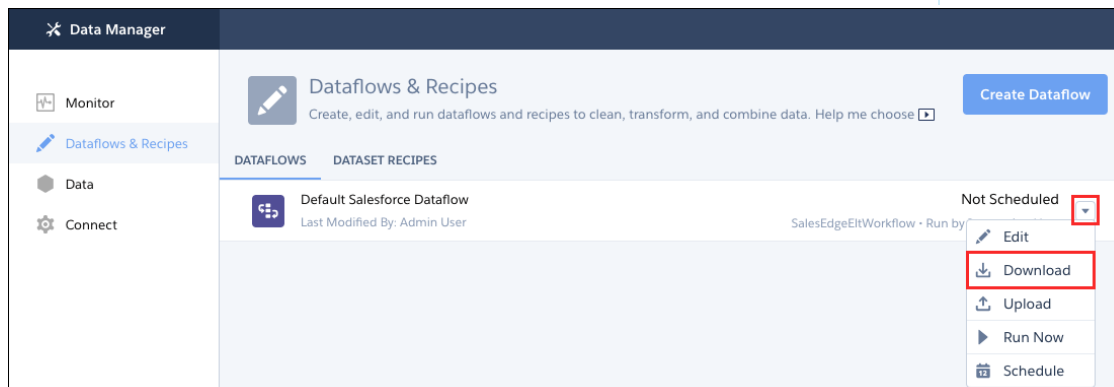 Data Manager
Monitor
Dataflows & Recipes
Data
Connect
Dataflows & Recipes
Create, edit, and run dataflows and recipes to clean, transform, and combine data. Help me choose
Create Dataflow
DATAFLOWS DATASET RECIPES
Default Salesforce Dataflow
Last Modified By: Admin User
Not Scheduled
SalesEdgeEltWorkflow • Run by
Edit
Download
Upload
Run Now
12
Schedule